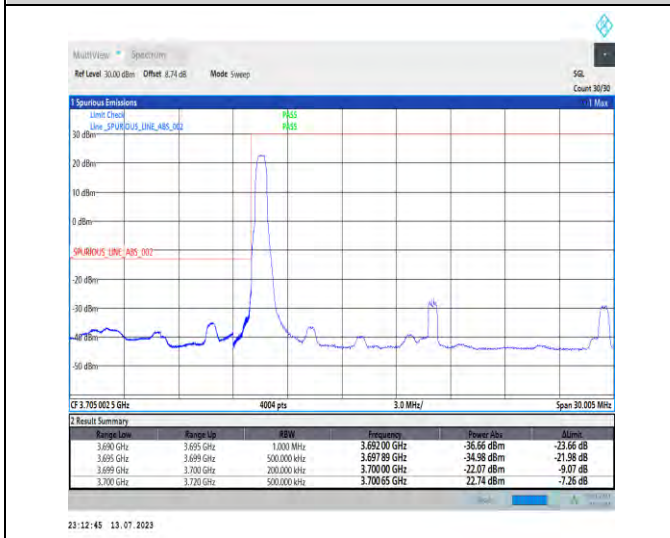 MultiView Spectrum
Ref Level 30.00 dBm Offset 8.74 dB Mode Sweep SGL
Count 30/30
1 Spurious Emissions 1 Max
Limit Check PASS
Line _SPURIOUS_LINE_ABS_002 PASS
30 dBm
20 dBm
10 dBm
0 dBm
_SPURIOUS_LINE_ABS_002
-20 dBm
-30 dBm
-40 dBm
-50 dBm
CF 3.705 002 5 GHz 4004 pts 3.0 MHz/ Span 30.005 MHz
2 Result Summary
Range Low Range Up RBW Frequency Power Abs ΔLimit
3.690 GHz 3.695 GHz 1.000 MHz 3.692 00 GHz -36.66 dBm -23.66 dB
3.695 GHz 3.699 GHz 500.000 kHz 3.697 89 GHz -34.98 dBm -21.98 dB
3.699 GHz 3.700 GHz 200.000 kHz 3.700 00 GHz -22.07 dBm -9.07 dB
3.700 GHz 3.720 GHz 500.000 kHz 3.700 65 GHz 22.74 dBm -7.26 dB
23:12:45 13.07.2023